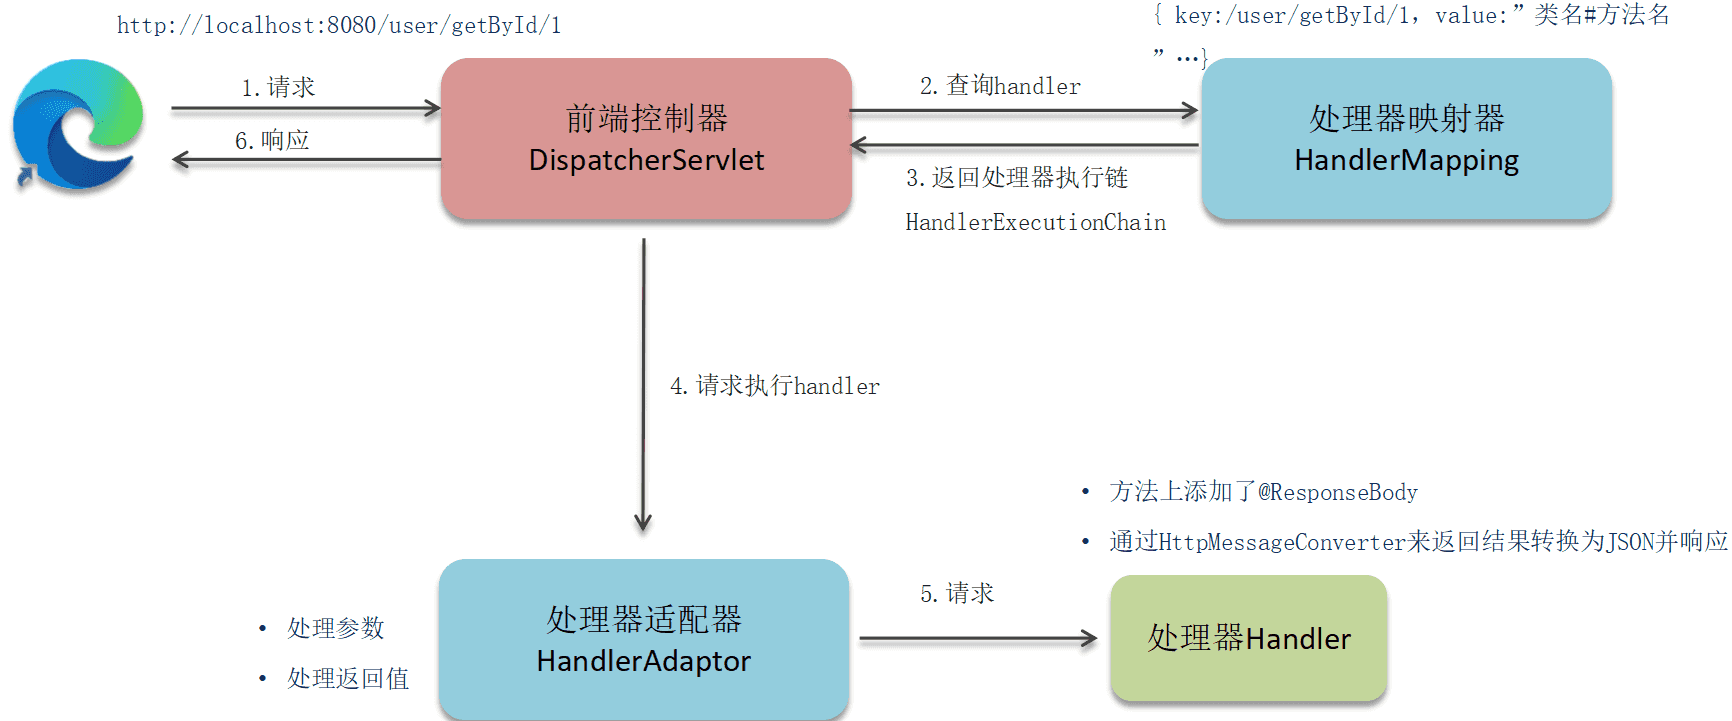 http://localhost:8080/user/getById/1
{ key:/user/getById/1, value:”类名#方法名
”…}
1.请求
6.响应
前端控制器
DispatcherServlet
2.查询handler
3.返回处理器执行链
HandlerExecutionChain
处理器映射器
HandlerMapping
4.请求执行handler
• 方法上添加了@ResponseBody
• 通过HttpMessageConverter来返回结果转换为JSON并响应
• 处理参数
• 处理返回值
处理器适配器
HandlerAdaptor
5.请求
处理器Handler